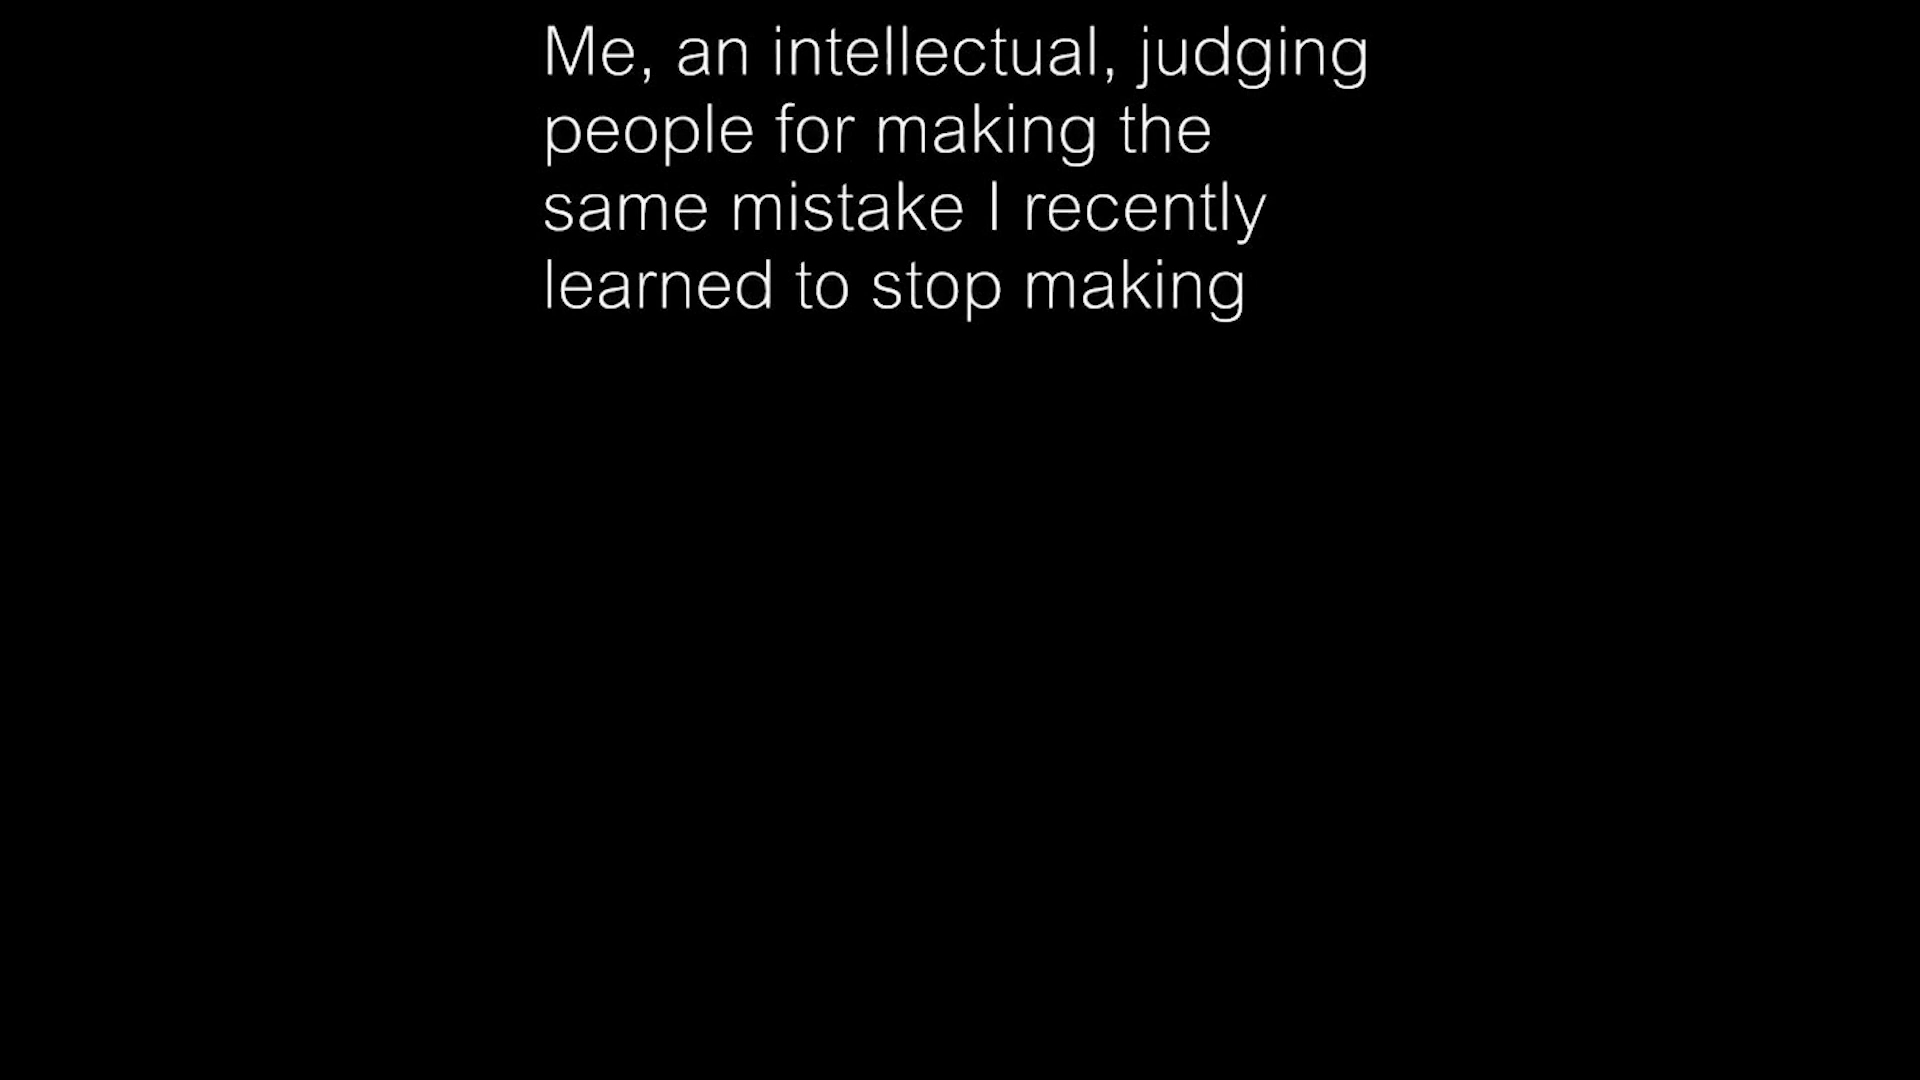 Me, an intellectual, judging
people for making the
same mistake I recently
learned to stop making